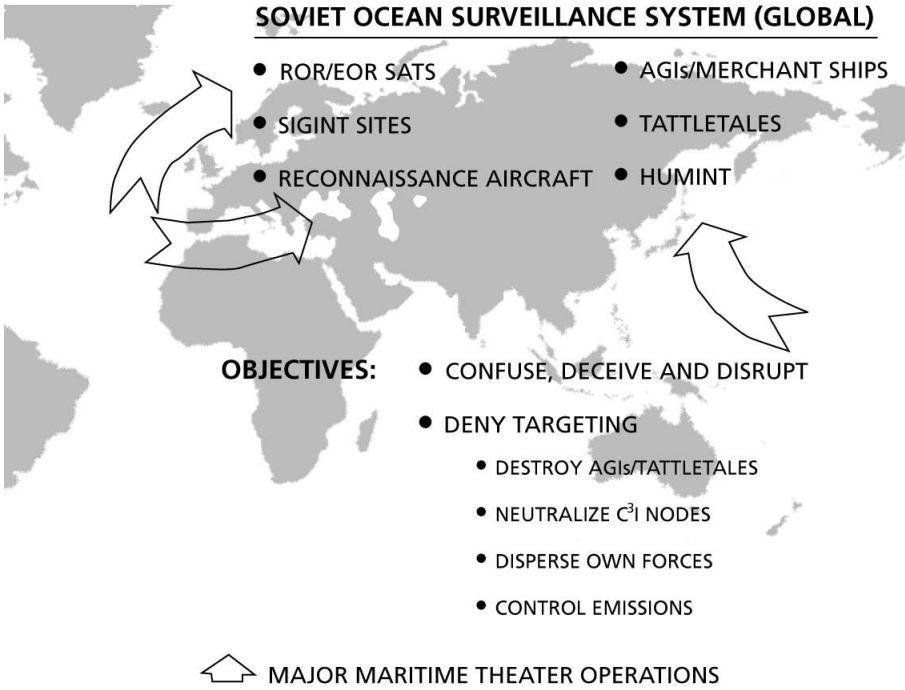 SOVIET OCEAN SURVEILLANCE SYSTEM (GLOBAL)
• ROR/EOR SATS
• SIGINT SITES
• RECONNAISSANCE AIRCRAFT
• AGIs/MERCHANT SHIPS
• TATTLETALES
• HUMINT
OBJECTIVES:
• CONFUSE, DECEIVE AND DISRUPT
• DENY TARGETING
• DESTROY AGIs/TATTLETALES
• NEUTRALIZE C³I NODES
• DISPERSE OWN FORCES
• CONTROL EMISSIONS
MAJOR MARITIME THEATER OPERATIONS